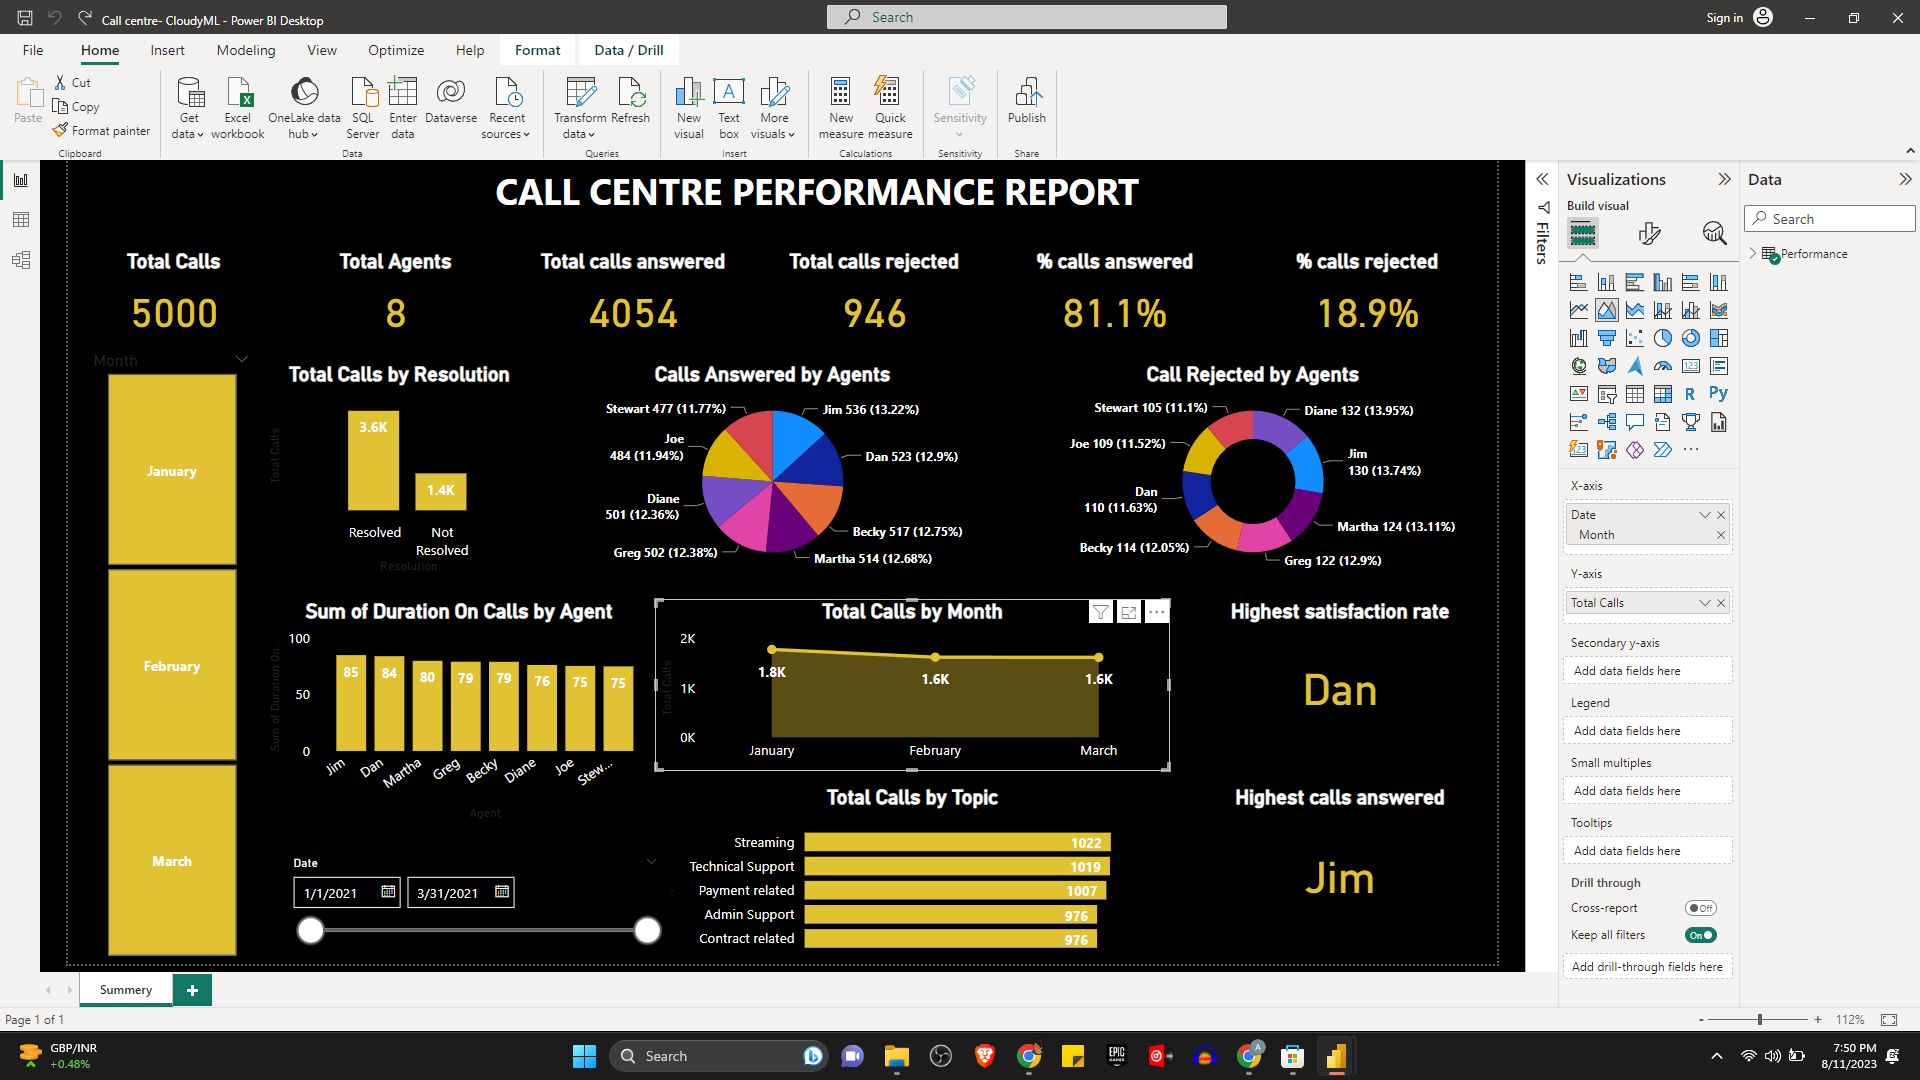 Call centre- CloudyML - Power BI Desktop
Search
Sign in
File Home Insert Modeling View Optimize Help Format Data / Drill
Paste
Cut
Copy
Format painter
Clipboard
Get data
Excel workbook
OneLake data hub
SQL Server
Enter data
Dataverse
Recent sources
Data
Transform data
Refresh
Queries
New visual
Text box
More visuals
Insert
New measure
Quick measure
Calculations
Sensitivity
Sensitivity
Publish
Share
CALL CENTRE PERFORMANCE REPORT
Total Calls
5000
Total Agents
8
Total calls answered
4054
Total calls rejected
946
% calls answered
81.1%
% calls rejected
18.9%
Month
January
February
March
Total Calls by Resolution
Total Calls
3.6K
1.4K
Resolved
Not
Resolved
Resolution
Calls Answered by Agents
Stewart 477 (11.77%)
Jim 536 (13.22%)
Joe
484 (11.94%)
Dan 523 (12.9%)
Diane
501 (12.36%)
Becky 517 (12.75%)
Greg 502 (12.38%)
Martha 514 (12.68%)
Call Rejected by Agents
Stewart 105 (11.1%)
Diane 132 (13.95%)
Joe 109 (11.52%)
Jim
130 (13.74%)
Dan
110 (11.63%)
Martha 124 (13.11%)
Becky 114 (12.05%)
Greg 122 (12.9%)
Sum of Duration On Calls by Agent
Sum of Duration On ...
100
50
0
85 84 80 79 79 76 75 75
Jim Dan Martha Greg Becky Diane Joe Stew...
Agent
Total Calls by Month
Total Calls
2K
1K
0K
1.8K 1.6K 1.6K
January February March
Highest satisfaction rate
Dan
Total Calls by Topic
Streaming 1022
Technical Support 1019
Payment related 1007
Admin Support 976
Contract related 976
Highest calls answered
Jim
Date
1/1/2021 3/31/2021
Filters
Visualizations
Build visual
123
R
Py
123
X-axis
Date
Month
Y-axis
Total Calls
Secondary y-axis
Add data fields here
Legend
Add data fields here
Small multiples
Add data fields here
Tooltips
Add data fields here
Drill through
Cross-report Off
Keep all filters On
Add drill-through fields here
Data
Search
Performance
Summery
Page 1 of 1
112%
GBP/INR
+0.48%
Search
EPIC
GAMES
A
7:50 PM
8/11/2023